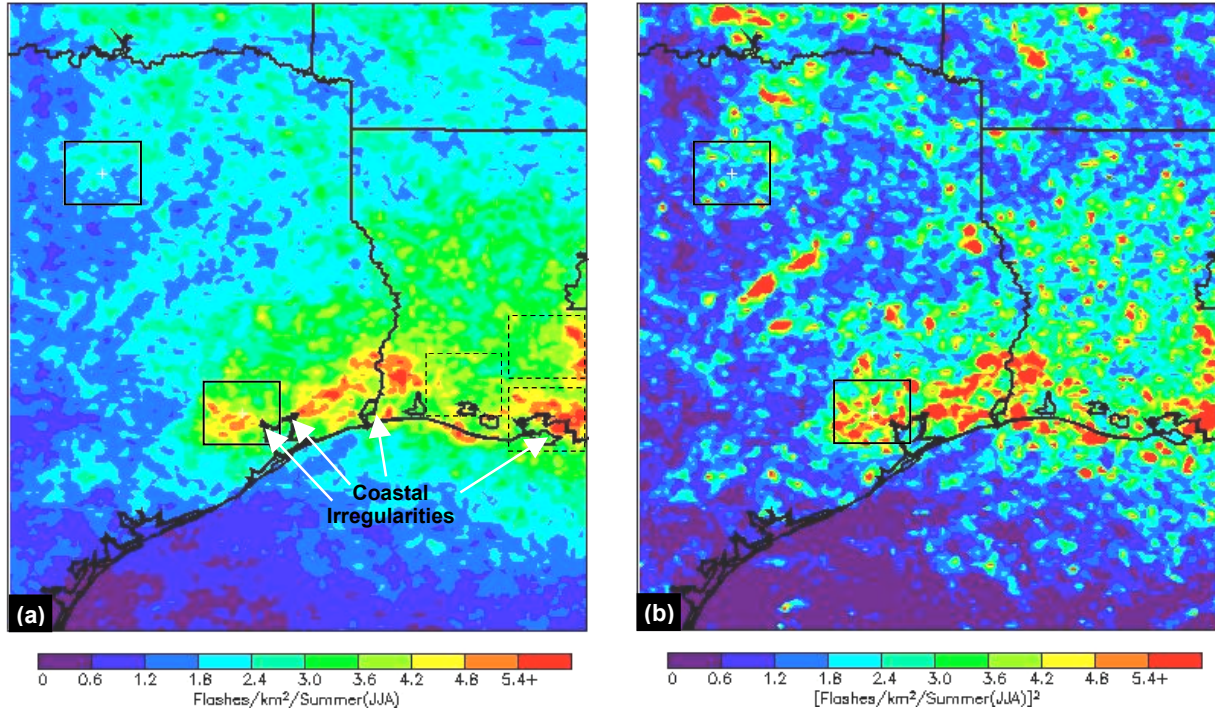 Coastal
Irregularities
(a)
(b)
0 0.6 1.2 1.8 2.4 3.0 3.6 4.2 4.8 5.4+
Flashes/km²/Summer(JJA)
0 0.6 1.2 1.8 2.4 3.0 3.6 4.2 4.8 5.4+
[Flashes/km²/Summer(JJA)]²